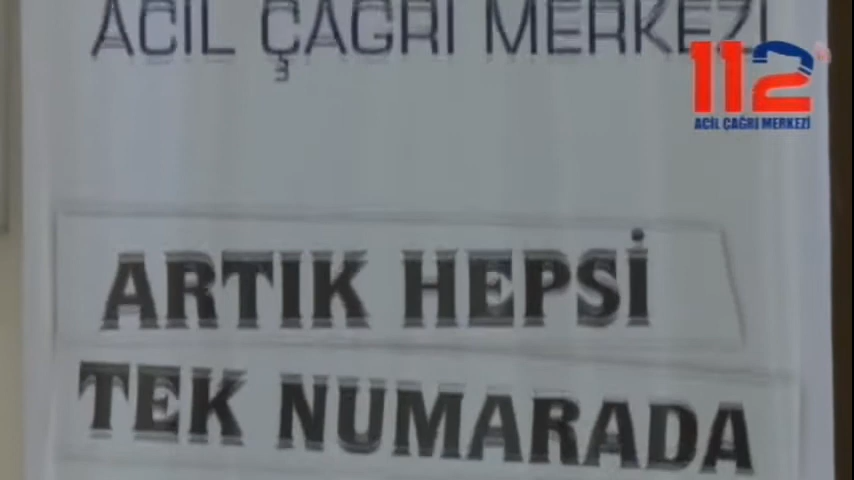 ACİL ÇAĞRI MERKEZİ
112
ACİL ÇAĞRI MERKEZİ
ARTIK HEPSİ
TEK NUMARADA